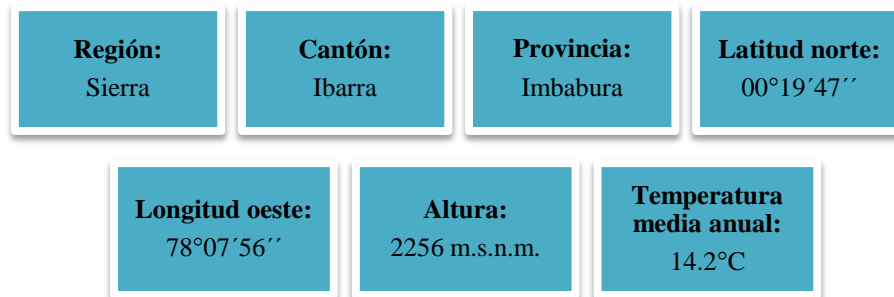 Región:
Sierra
Cantón:
Ibarra
Provincia:
Imbabura
Latitud norte:
00°19´47´´
Longitud oeste:
78°07´56´´
Altura:
2256 m.s.n.m.
Temperatura
media anual:
14.2°C